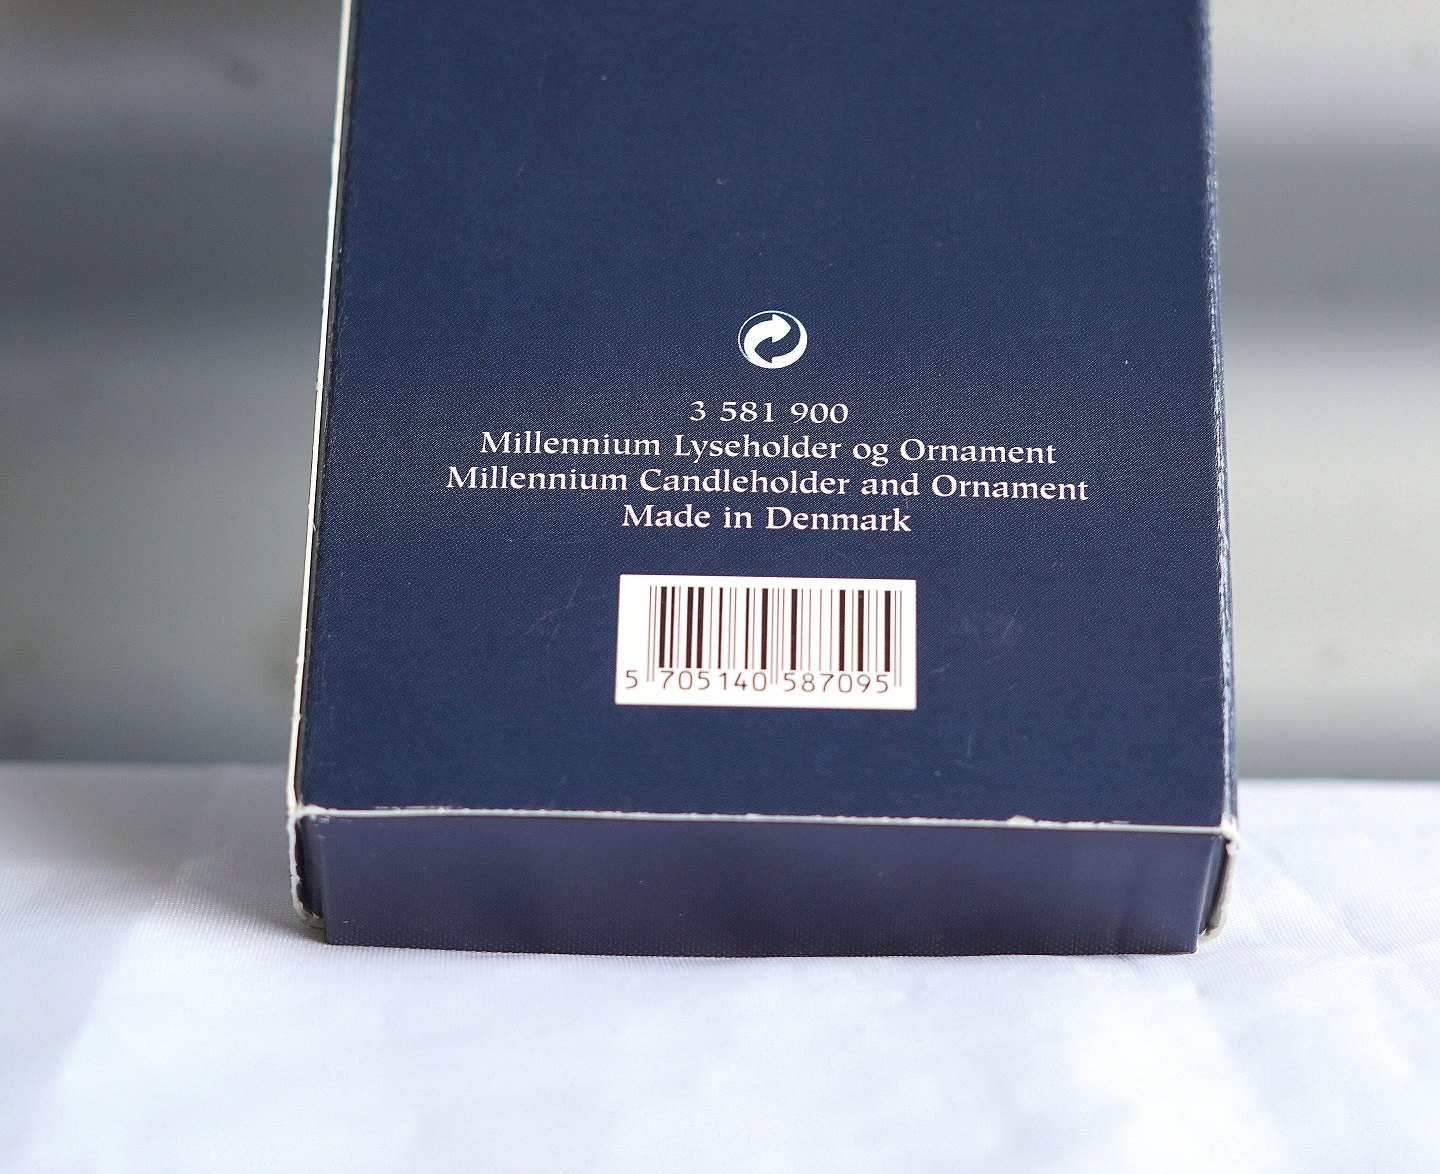 3 581 900
Millennium Lyseholder og Ornament
Millennium Candleholder and Ornament
Made in Denmark
5 705140 587095